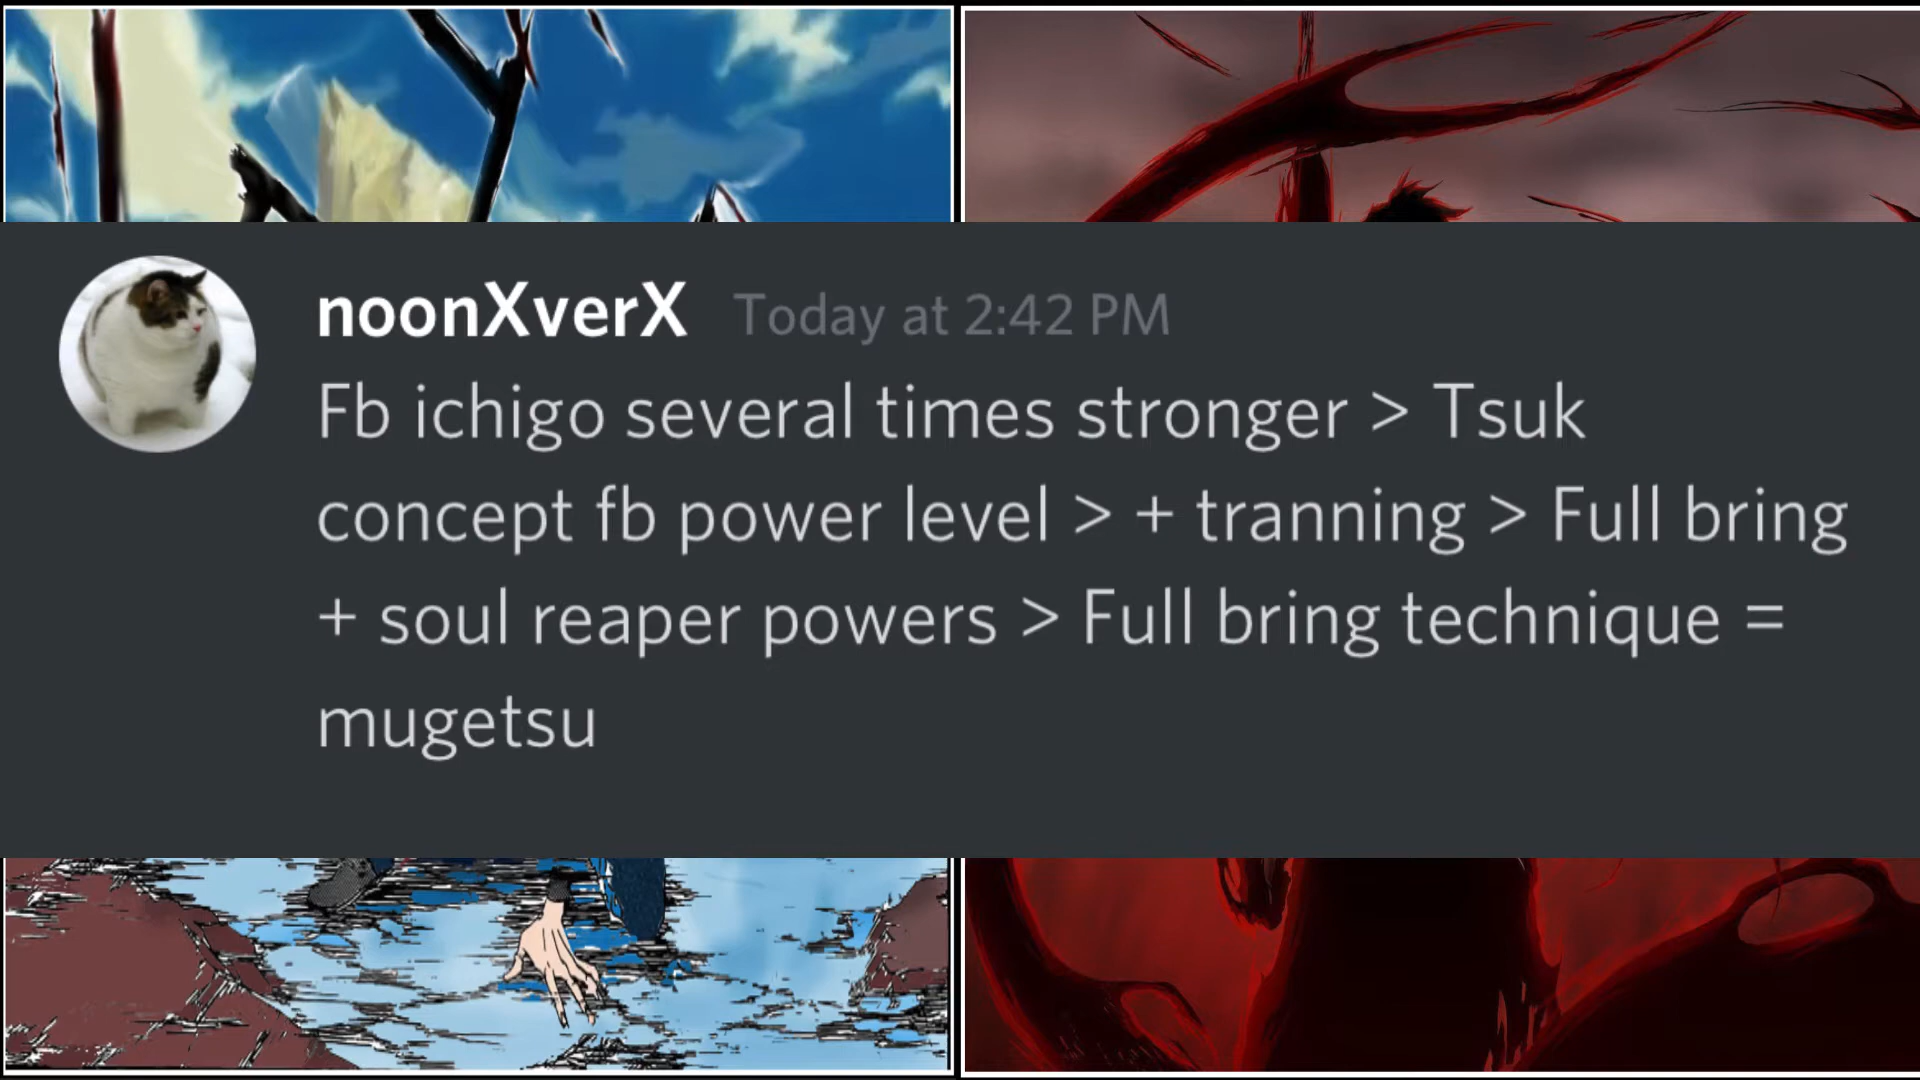 noonXverX Today at 2:42 PM
Fb ichigo several times stronger > Tsuk
concept fb power level > + tranning > Full bring
+ soul reaper powers > Full bring technique =
mugetsu